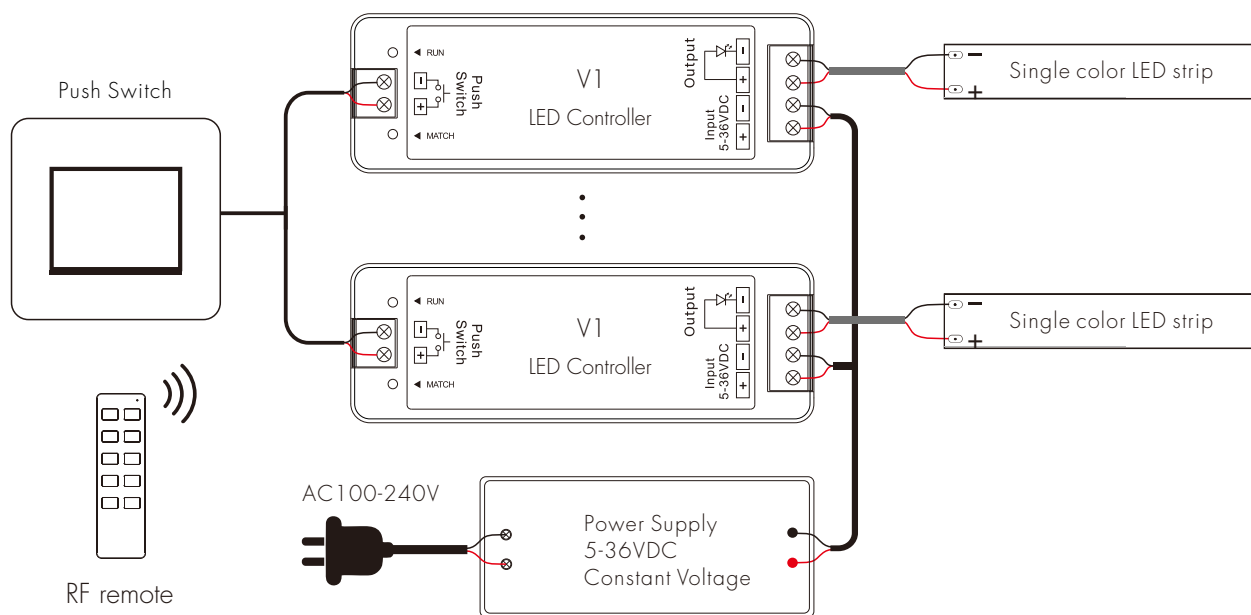 Push Switch
RUN
Push
Switch
MATCH
V1
LED Controller
Output
Input
5-36VDC
Single color LED strip
RUN
Push
Switch
MATCH
V1
LED Controller
Output
Input
5-36VDC
Single color LED strip
RF remote
AC100-240V
Power Supply
5-36VDC
Constant Voltage